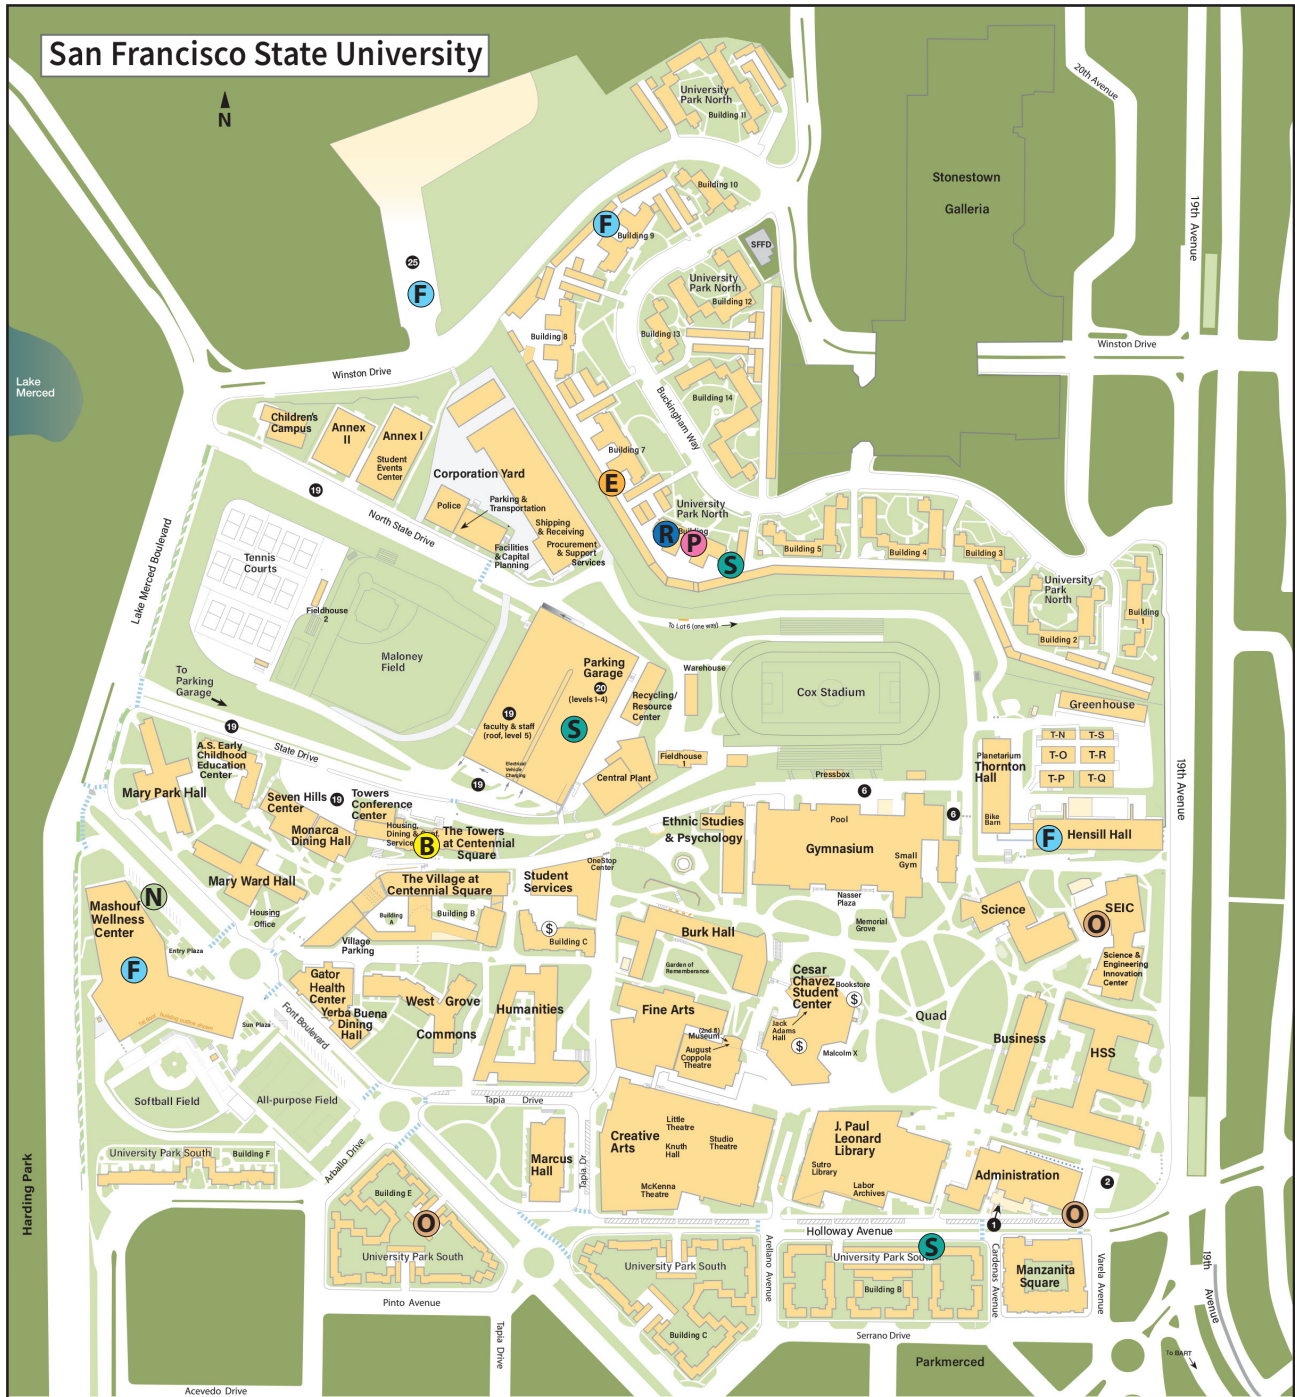 San Francisco State University
N
University
Park North
Building 11
20th Avenue
Stonestown
Galleria
19th Avenue
Building 10
F
Building 9
SFFD
25
F
University
Park North
Building 12
Building 13
Building 8
Winston Drive
Winston Drive
Lake
Merced
Building 14
Buckingham Way
Children's
Campus
Annex
II
Annex I
Student
Events
Center
Building 7
Corporation Yard
E
19
Police
Parking &
Transportation
North State Drive
Shipping
& Receiving
Facilities
& Capital
Planning
Procurement
& Support
Services
University
Park North
Building
R
P
S
Building 5
Building 4
Building 3
Lake Merced Boulevard
Tennis
Courts
Fieldhouse
2
University
Park
North
Building 2
Building
1
To Lot 6 (one way)
Maloney
Field
To
Parking
Garage
Parking
Garage
20
(levels 1-4)
Warehouse
Recycling/
Resource
Center
Cox Stadium
Greenhouse
19
faculty & staff
(roof, level 5)
S
19
State Drive
A.S. Early
Childhood
Education
Center
Electrical
Vehicle
Charging
19
Central Plant
Fieldhouse
1
Pressbox
6
Planetarium
Thornton
Hall
T-N
T-S
T-O
T-R
T-P
T-Q
19th Avenue
Mary Park Hall
Seven Hills
Center
19
Towers
Conference
Center
Monarca
Dining Hall
Housing,
Dining & Conf.
Services
B
The Towers
at Centennial
Square
Ethnic Studies
& Psychology
Pool
Gymnasium
Small
Gym
6
Bike
Barn
F
Hensill Hall
Mary Ward Hall
The Village at
Centennial Square
Student
Services
OneStop
Center
Building
A
Building B
$
Building C
Village
Parking
N
Mashouf
Wellness
Center
Housing
Office
Entry Plaza
F
Nasser
Plaza
Memorial
Grove
Science
SEIC
O
Science &
Engineering
Innovation
Center
Burk Hall
Garden of
Rememberance
Gator
Health
Center
Yerba Buena
Dining
Hall
West
Grove
Commons
Humanities
Fine Arts
(2nd fl)
Museum
August
Coppola
Theatre
Cesar
Chavez
Student
Center
Bookstore
$
Jack
Adams
Hall
$
Malcolm X
Quad
Business
HSS
Sun Plaza
Font Boulevard
Softball Field
All-purpose Field
Tapia Drive
Little
Theatre
Creative
Arts
Knuth
Hall
Studio
Theatre
McKenna
Theatre
J. Paul
Leonard
Library
Sutro
Library
Labor
Archives
Marcus
Hall
Tapia Dr.
Administration
2
1
O
University Park South
Building F
Arballo Drive
Harding Park
Building E
O
University Park South
Holloway Avenue
S
University Park South
Building B
University Park South
Building C
Arellano Avenue
Cardenas Avenue
Manzanita
Square
Varela Avenue
19th
Avenue
Pinto Avenue
Tapia Drive
Serrano Drive
Parkmerced
To BART
Acevedo Drive